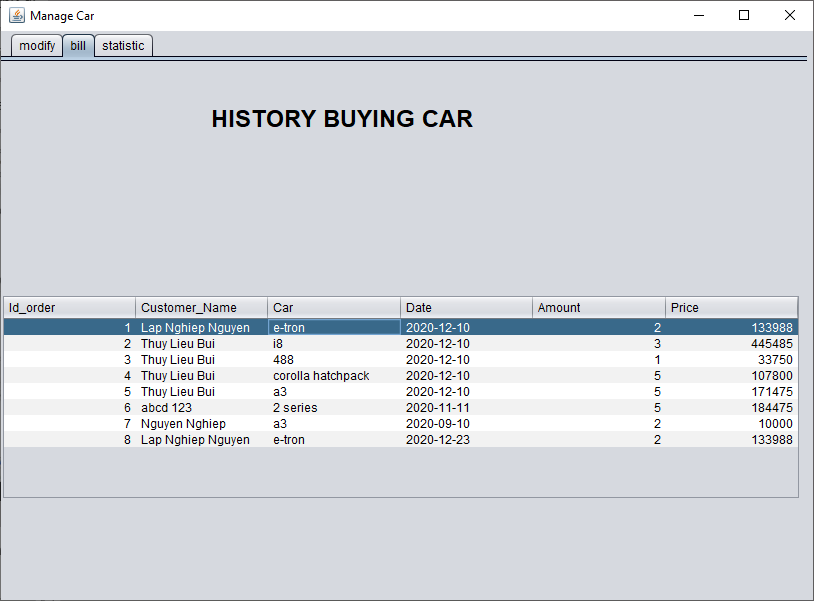 Manage Car
modify bill statistic
HISTORY BUYING CAR
Id_order Customer_Name Car Date Amount Price
1 Lap Nghiep Nguyen e-tron 2020-12-10 2 133988
2 Thuy Lieu Bui i8 2020-12-10 3 445485
3 Thuy Lieu Bui 488 2020-12-10 1 33750
4 Thuy Lieu Bui corolla hatchpack 2020-12-10 5 107800
5 Thuy Lieu Bui a3 2020-12-10 5 171475
6 abcd 123 2 series 2020-11-11 5 184475
7 Nguyen Nghiep a3 2020-09-10 2 10000
8 Lap Nghiep Nguyen e-tron 2020-12-23 2 133988